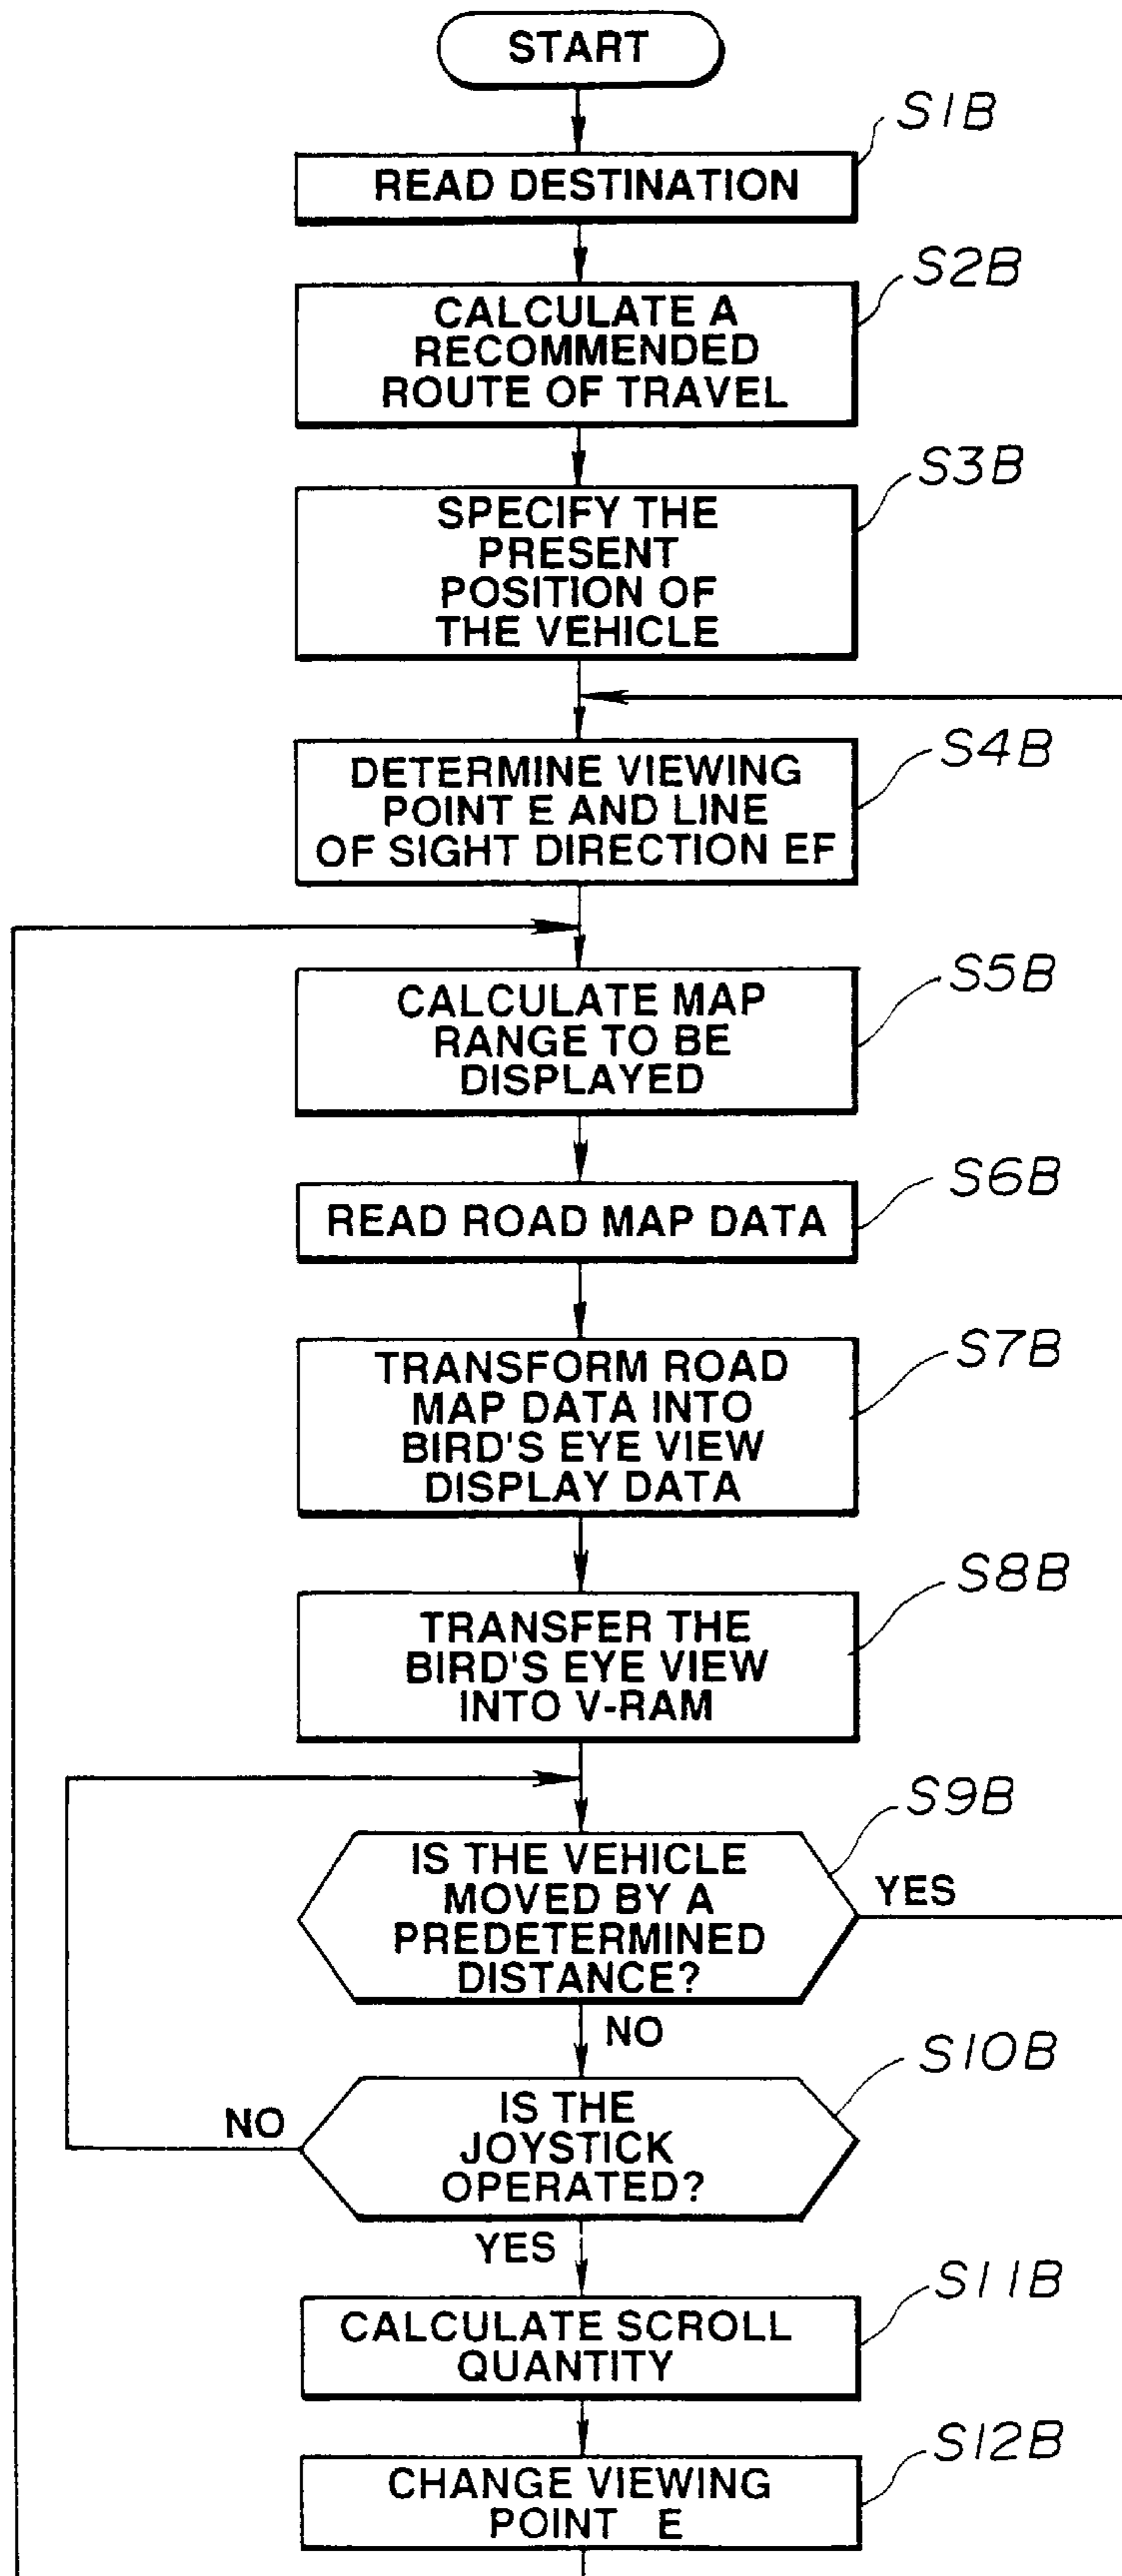 START
S1B
READ DESTINATION
S2B
CALCULATE A
RECOMMENDED
ROUTE OF TRAVEL
S3B
SPECIFY THE
PRESENT
POSITION OF
THE VEHICLE
S4B
DETERMINE VIEWING
POINT E AND LINE
OF SIGHT DIRECTION EF
S5B
CALCULATE MAP
RANGE TO BE
DISPLAYED
S6B
READ ROAD MAP DATA
S7B
TRANSFORM ROAD
MAP DATA INTO
BIRD'S EYE VIEW
DISPLAY DATA
S8B
TRANSFER THE
BIRD'S EYE VIEW
INTO V-RAM
S9B
IS THE VEHICLE
MOVED BY A
PREDETERMINED
DISTANCE?
YES
NO
S10B
IS THE
JOYSTICK
OPERATED?
NO
YES
S11B
CALCULATE SCROLL
QUANTITY
S12B
CHANGE VIEWING
POINT E